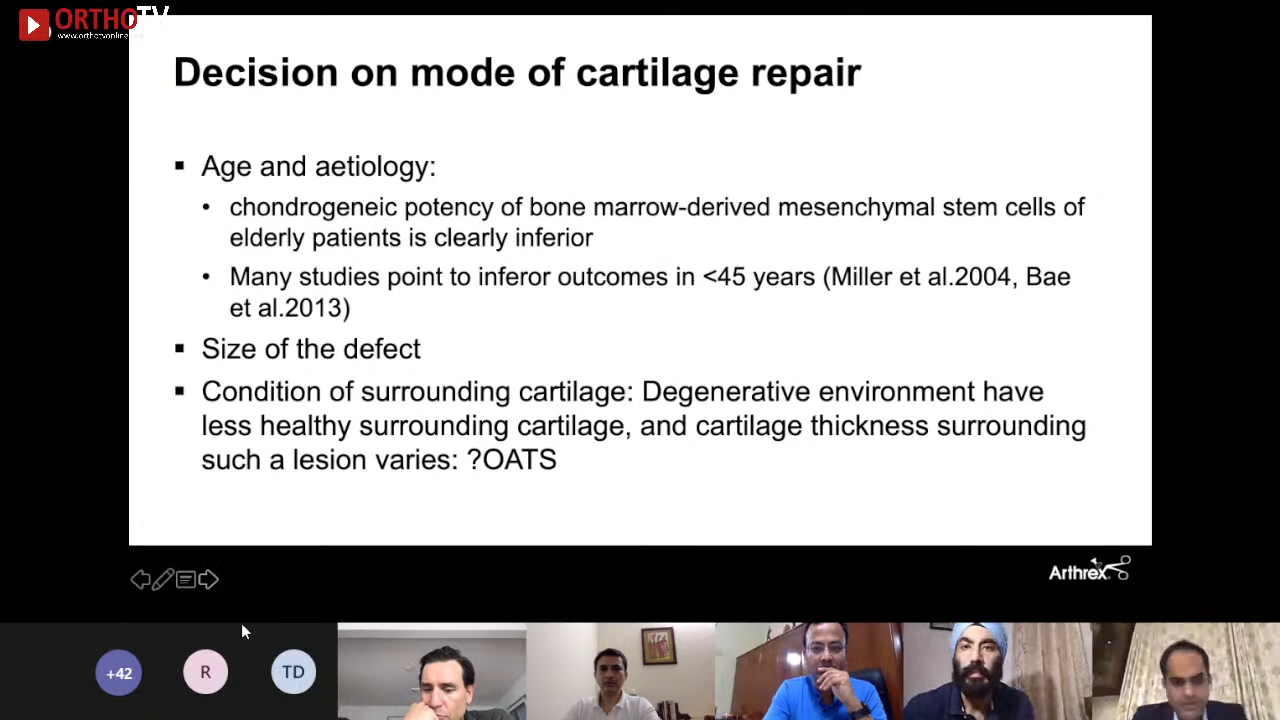 ORTHOTV
www.orthotvonline.
Decision on mode of cartilage repair
Age and aetiology:
chondrogeneic potency of bone marrow-derived mesenchymal stem cells of
elderly patients is clearly inferior
Many studies point to inferor outcomes in <45 years (Miller et al.2004, Bae
et al.2013)
Size of the defect
Condition of surrounding cartilage: Degenerative environment have
less healthy surrounding cartilage, and cartilage thickness surrounding
such a lesion varies: ?OATS
Arthrex
+42
R
TD